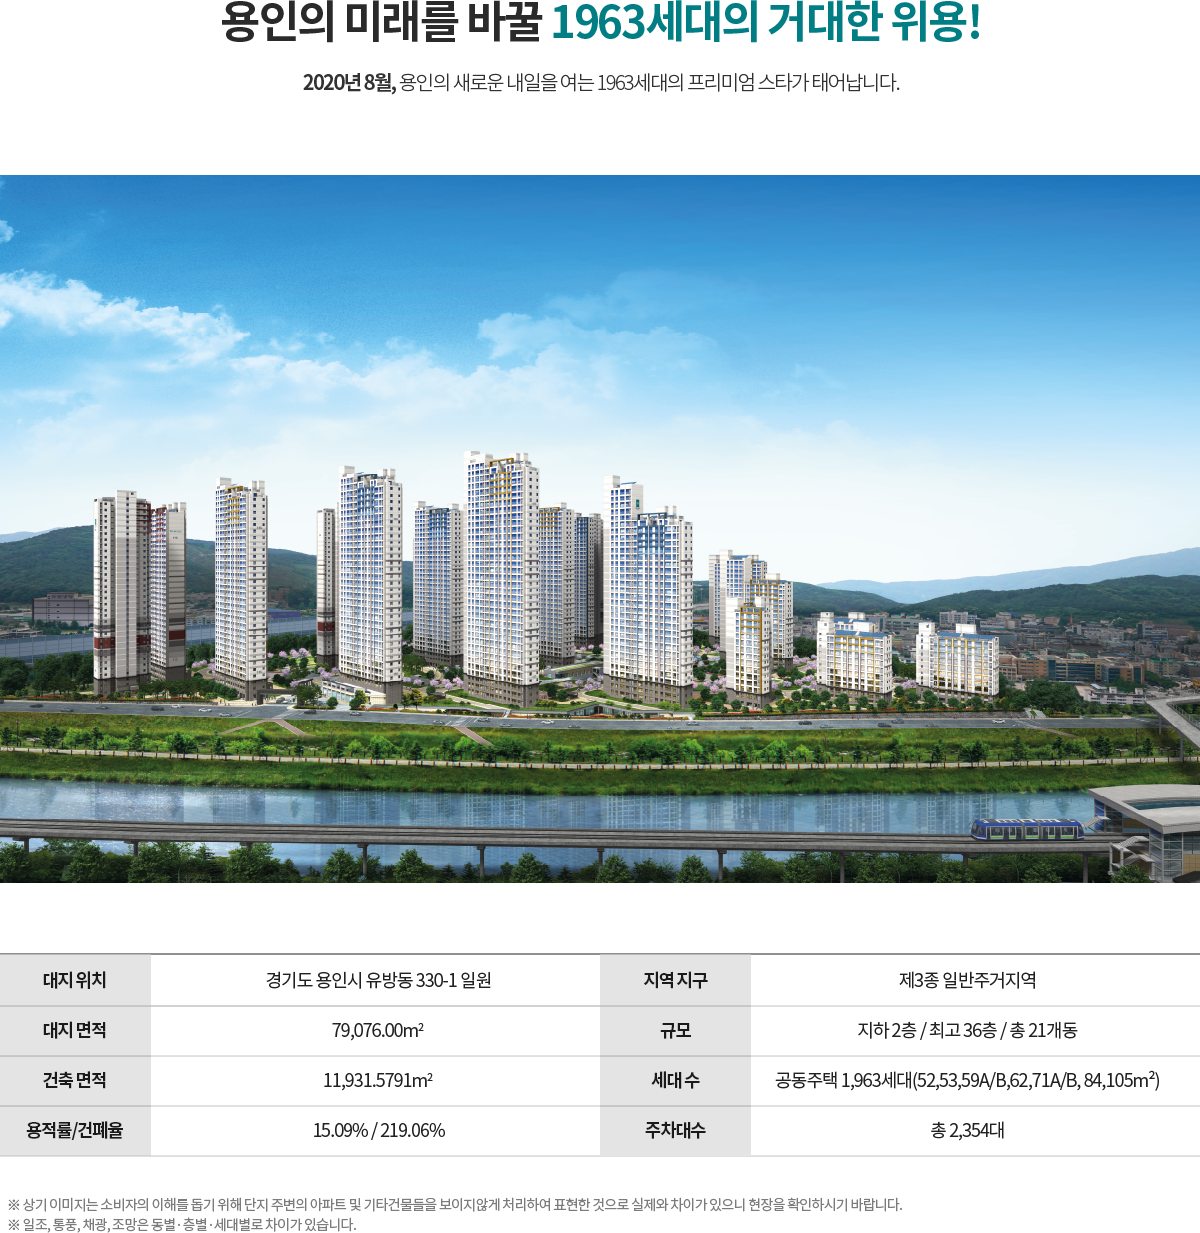 용인의 미래를 바꿀 1963세대의 거대한 위용!
2020년 8월, 용인의 새로운 내일을 여는 1963세대의 프리미엄 스타가 태어납니다.
대지 위치 경기도 용인시 유방동 330-1 일원 지역 지구 제3종 일반주거지역
대지 면적 79,076.00m² 규모 지하 2층 / 최고 36층 / 총 21개동
건축 면적 11,931.5791m² 세대 수 공동주택 1,963세대(52,53,59A/B,62,71A/B, 84,105m²)
용적률/건폐율 15.09% / 219.06% 주차대수 총 2,354대
※ 상기 이미지는 소비자의 이해를 돕기 위해 단지 주변의 아파트 및 기타건물들을 보이지않게 처리하여 표현한 것으로 실제와 차이가 있으니 현장을 확인하시기 바랍니다.
※ 일조, 통풍, 채광, 조망은 동별·층별·세대별로 차이가 있습니다.